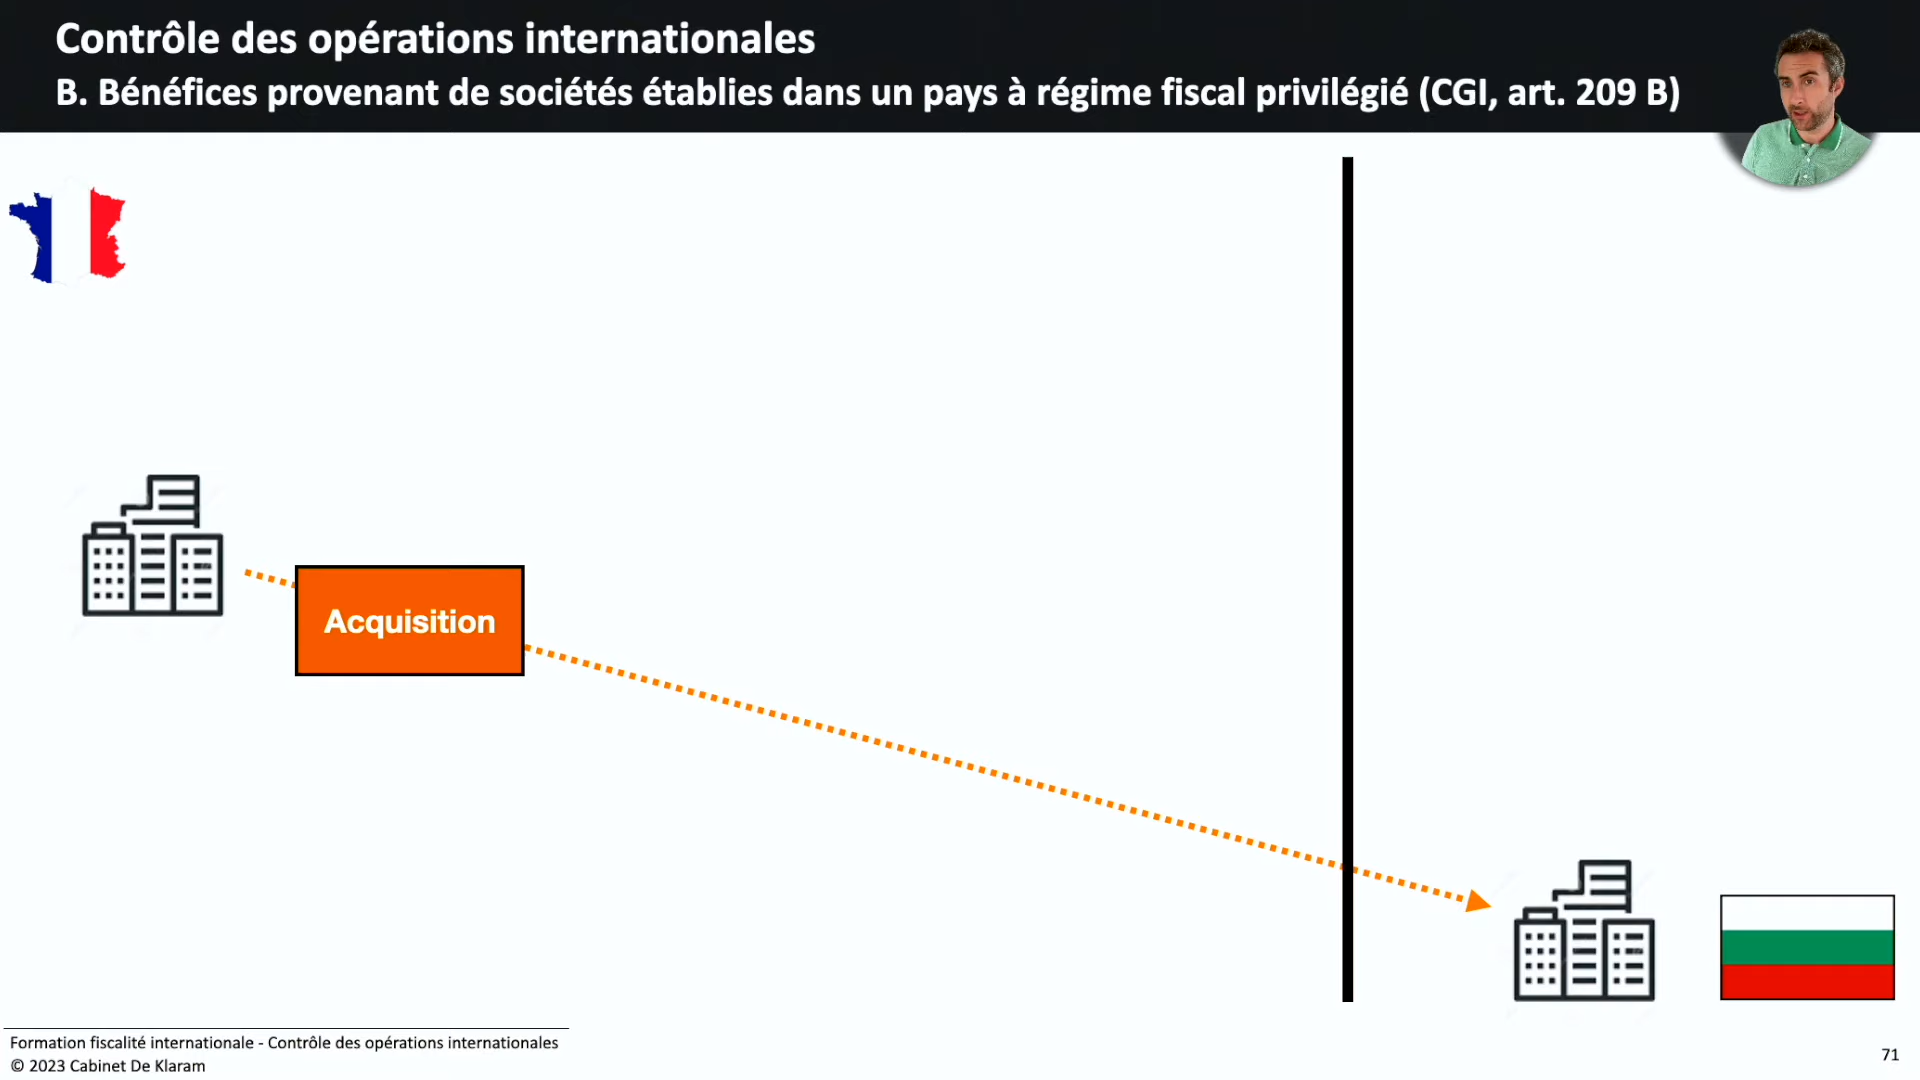 Contrôle des opérations internationales
B. Bénéfices provenant de sociétés établies dans un pays à régime fiscal privilégié (CGI, art. 209 B)
Acquisition
Formation fiscalité internationale - Contrôle des opérations internationales
© 2023 Cabinet De Klaram
71